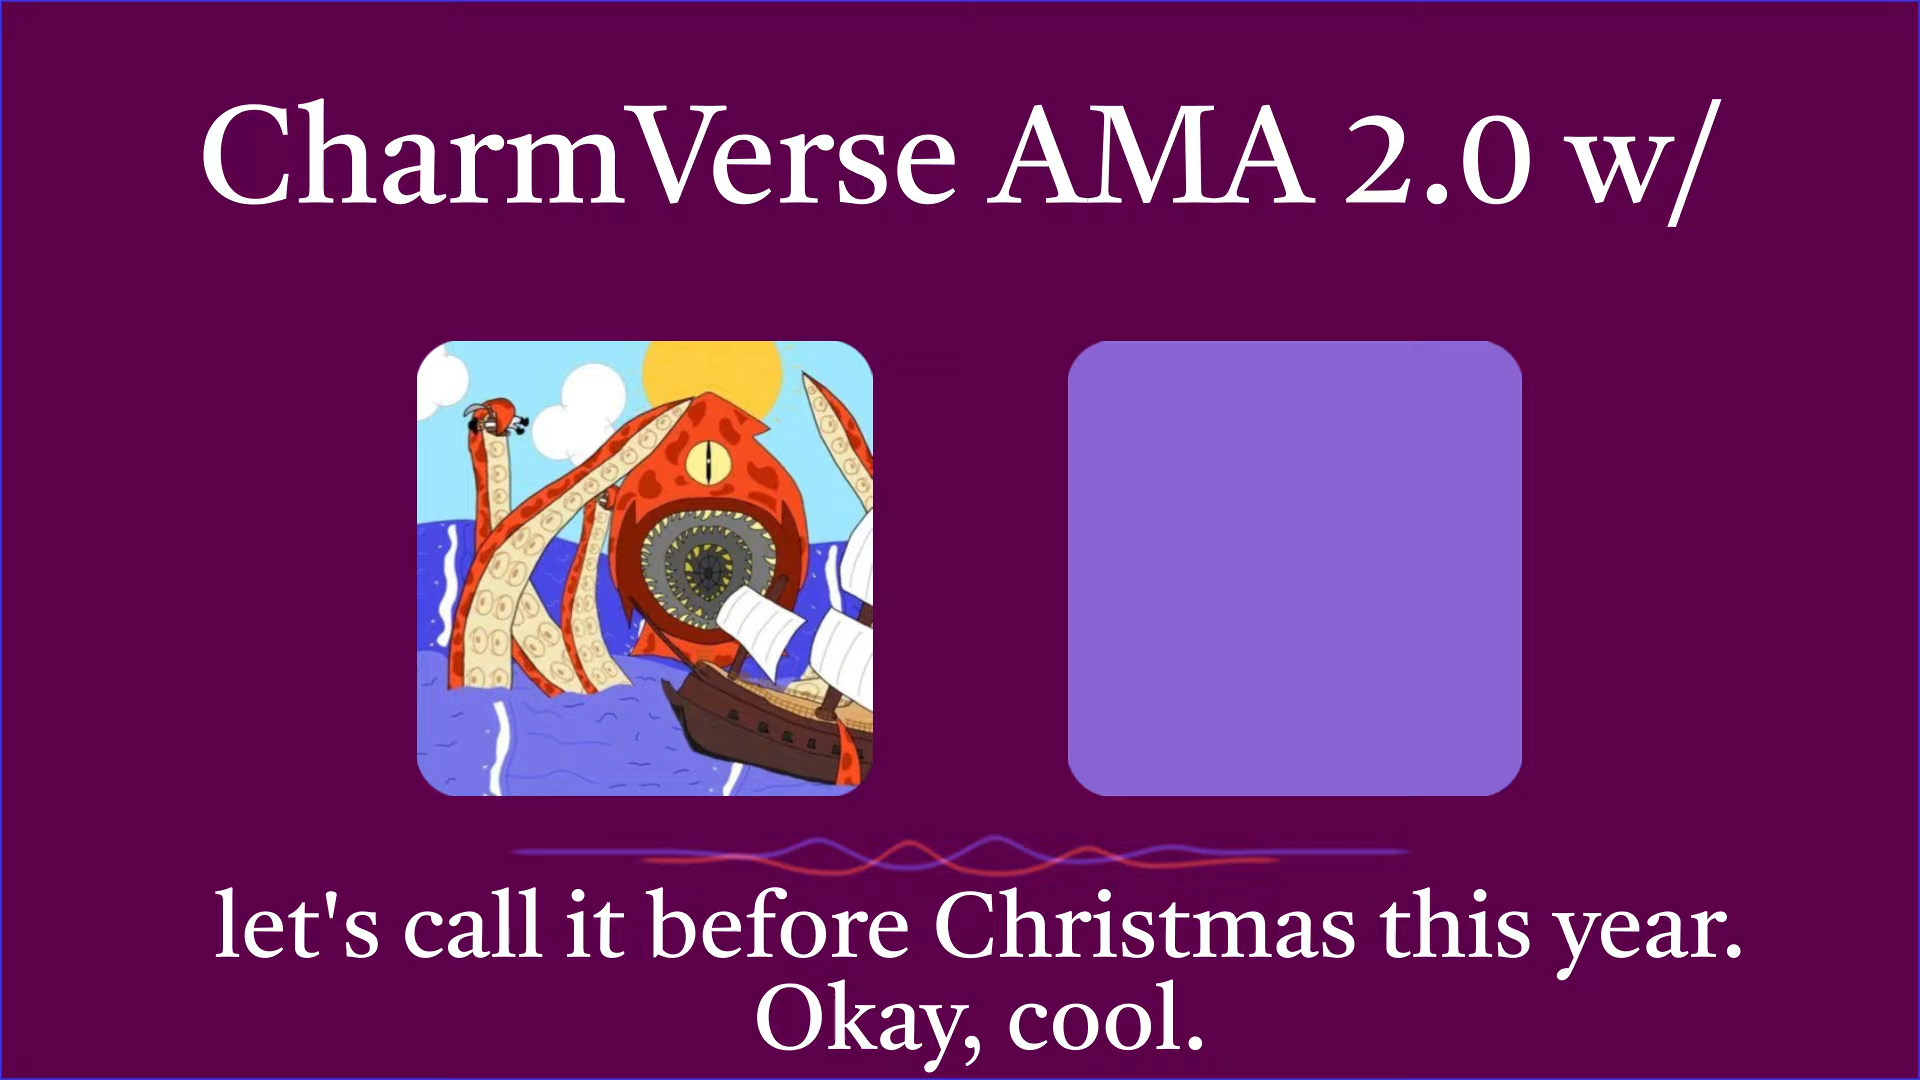 CharmVerse AMA 2.0 w/
let's call it before Christmas this year.
Okay, cool.